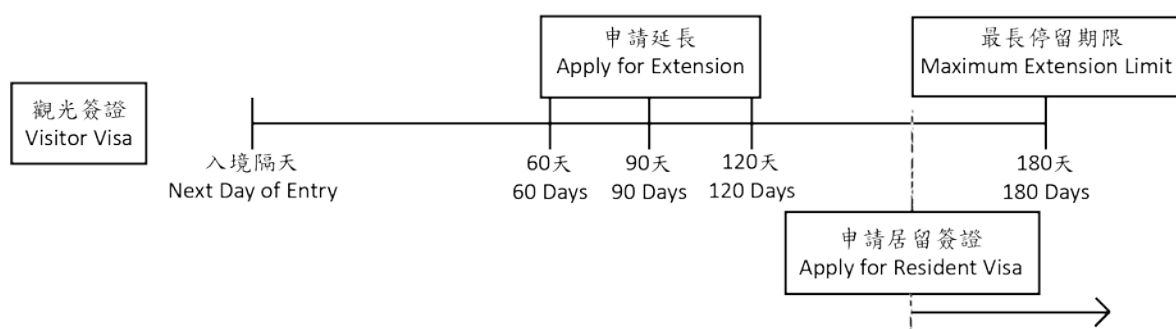 申請延長
Apply for Extension
最長停留期限
Maximum Extension Limit
觀光簽證
Visitor Visa
入境隔天
Next Day of Entry
60天
60 Days
90天
90 Days
120天
120 Days
180天
180 Days
申請居留簽證
Apply for Resident Visa